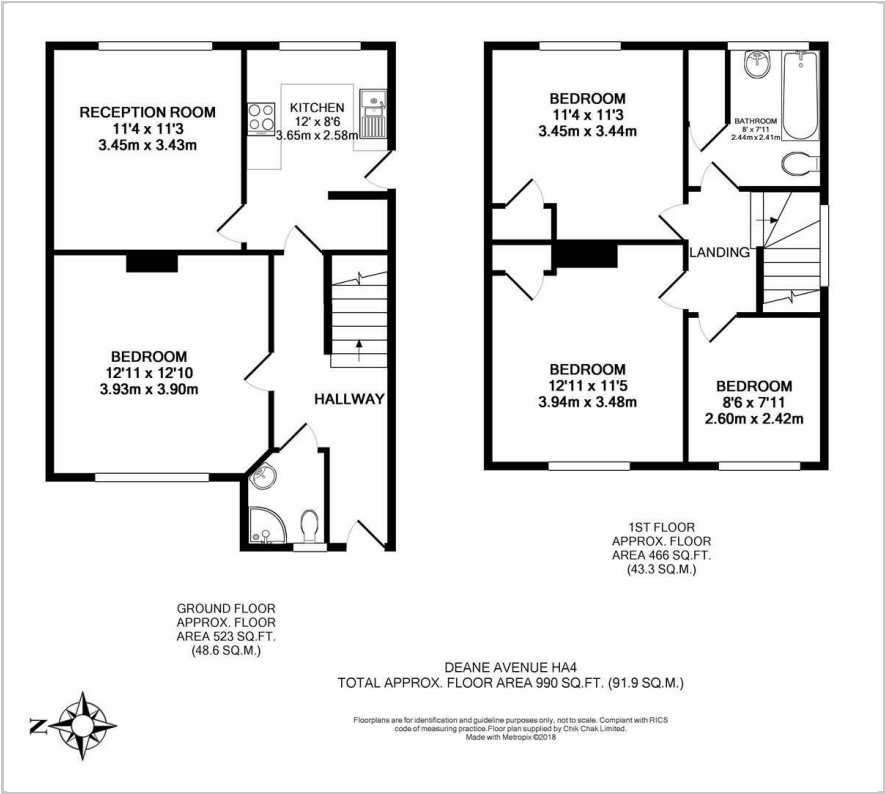 RECEPTION ROOM
11'4 x 11'3
3.45m x 3.43m
KITCHEN
12' x 8'6
3.65m x 2.58m
BEDROOM
12'11 x 12'10
3.93m x 3.90m
HALLWAY
GROUND FLOOR
APPROX. FLOOR
AREA 523 SQ.FT.
(48.6 SQ.M.)
BEDROOM
11'4 x 11'3
3.45m x 3.44m
BATHROOM
8' x 7'11
2.44m x 2.41m
LANDING
BEDROOM
12'11 x 11'5
3.94m x 3.48m
BEDROOM
8'6 x 7'11
2.60m x 2.42m
1ST FLOOR
APPROX. FLOOR
AREA 466 SQ.FT.
(43.3 SQ.M.)
DEANE AVENUE HA4
TOTAL APPROX. FLOOR AREA 990 SQ.FT. (91.9 SQ.M.)
Floorplans are for identification and guideline purposes only, not to scale. Compiant with RICS
code of measuring practice.Floor plan supplied by Chik Chak Limited.
Made with Metropix ©2018
N